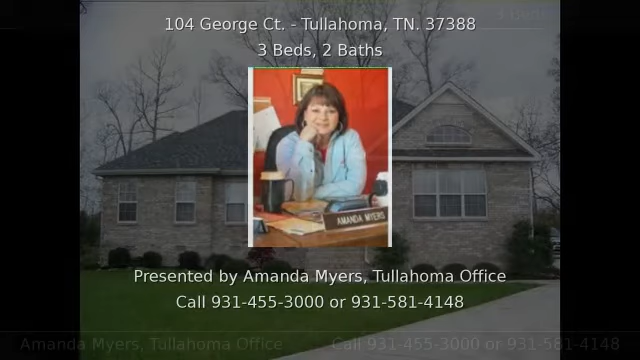 104 George Ct. - Tullahoma, TN. 37388
3 Beds, 2 Baths
AMANDA MYERS
Presented by Amanda Myers, Tullahoma Office
Call 931-455-3000 or 931-581-4148
Amanda Myers, Tullahoma Office
Call 931-455-3000 or 931-581-4148